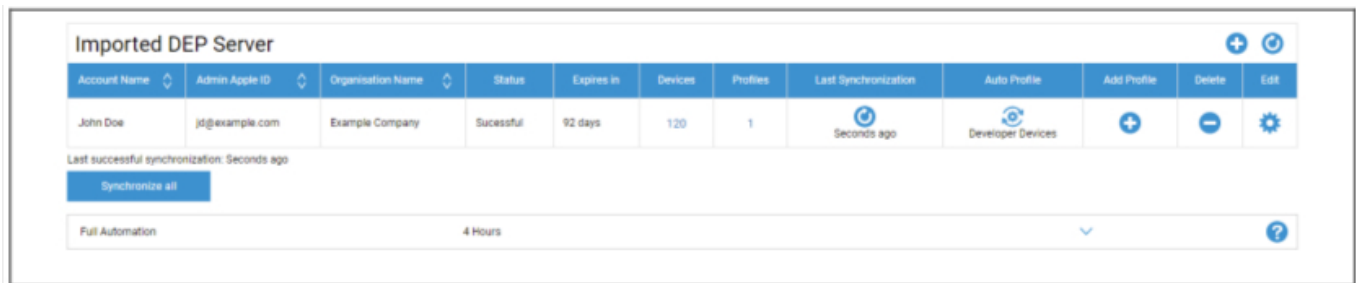 Imported DEP Server
Account Name Admin Apple ID Organisation Name Status Expires in Devices Profiles Last Synchronization Auto Profile Add Profile Delete Edit
John Doe jd@example.com Example Company Sucessful 92 days 120 1 Seconds ago Developer Devices
Last successful synchronization: Seconds ago
Synchronize all
Full Automation 4 Hours